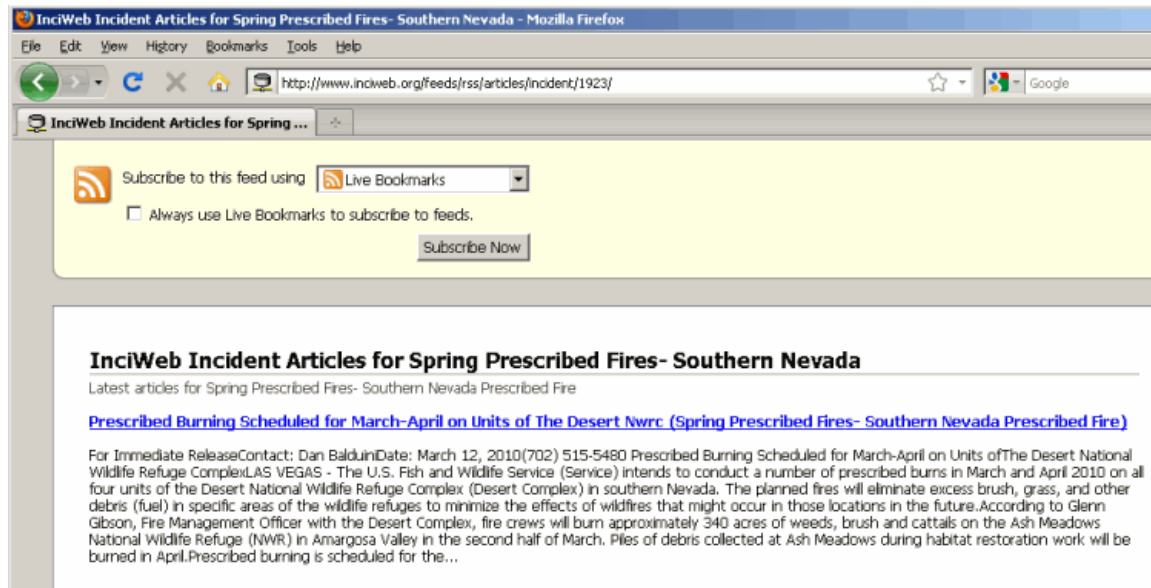 InciWeb Incident Articles for Spring Prescribed Fires- Southern Nevada - Mozilla Firefox
File Edit View History Bookmarks Tools Help
http://www.inciweb.org/feeds/rss/articles/incident/1923/ Google
InciWeb Incident Articles for Spring ...
Subscribe to this feed using Live Bookmarks
Always use Live Bookmarks to subscribe to feeds.
Subscribe Now
InciWeb Incident Articles for Spring Prescribed Fires- Southern Nevada
Latest articles for Spring Prescribed Fires- Southern Nevada Prescribed Fire
Prescribed Burning Scheduled for March-April on Units of The Desert Nwrc (Spring Prescribed Fires- Southern Nevada Prescribed Fire)
For Immediate ReleaseContact: Dan BalduiniDate: March 12, 2010(702) 515-5480 Prescribed Burning Scheduled for March-April on Units ofThe Desert National
Wildlife Refuge ComplexLAS VEGAS - The U.S. Fish and Wildlife Service (Service) intends to conduct a number of prescribed burns in March and April 2010 on all
four units of the Desert National Wildlife Refuge Complex (Desert Complex) in southern Nevada. The planned fires will eliminate excess brush, grass, and other
debris (fuel) in specific areas of the wildlife refuges to minimize the effects of wildfires that might occur in those locations in the future.According to Glenn
Gibson, Fire Management Officer with the Desert Complex, fire crews will burn approximately 340 acres of weeds, brush and cattails on the Ash Meadows
National Wildlife Refuge (NWR) in Amargosa Valley in the second half of March. Piles of debris collected at Ash Meadows during habitat restoration work will be
burned in April.Prescribed burning is scheduled for the...